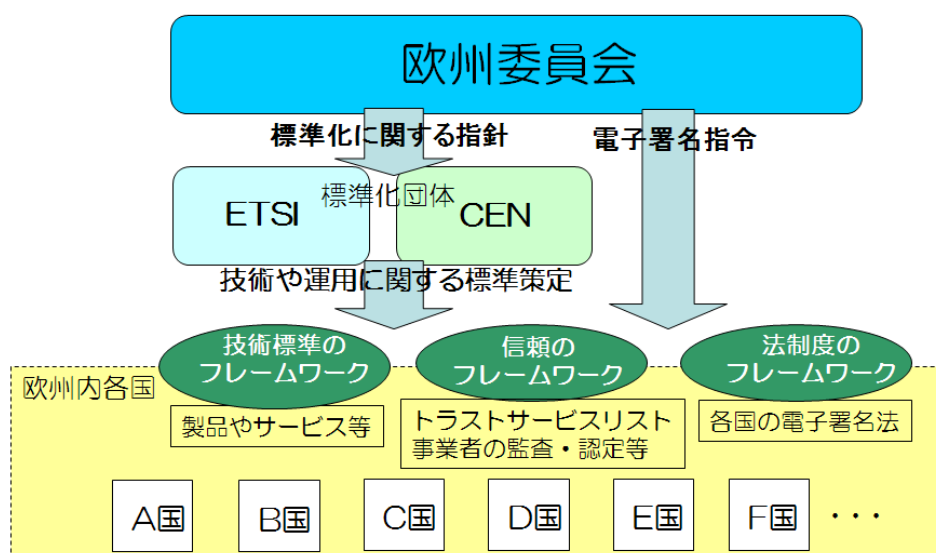 欧州委員会
標準化に関する指針
電子署名指令
標準化団体
ETSI
CEN
技術や運用に関する標準策定
技術標準の
フレームワーク
信頼の
フレームワーク
法制度の
フレームワーク
欧州内各国
製品やサービス等
トラストサービスリスト
事業者の監査・認定等
各国の電子署名法
A国
B国
C国
D国
E国
F国
・・・